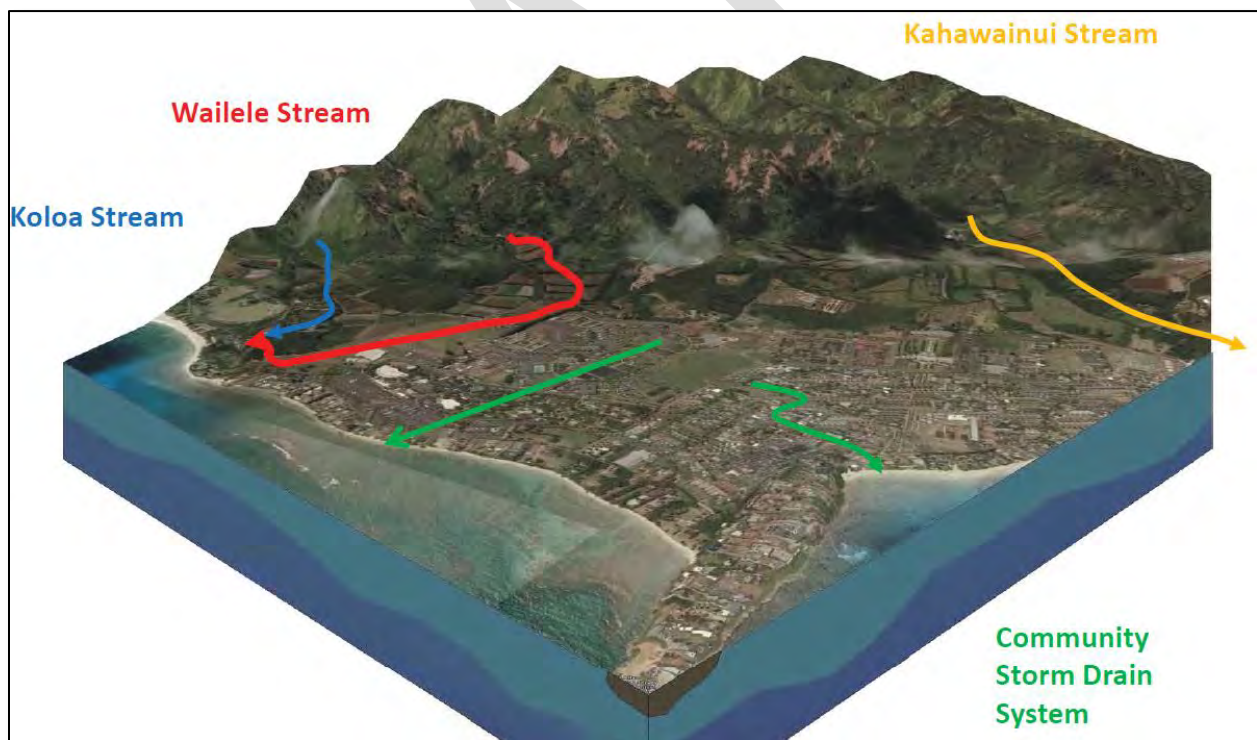 Kahawainui Stream
Wailele Stream
Koloa Stream
Community
Storm Drain
System